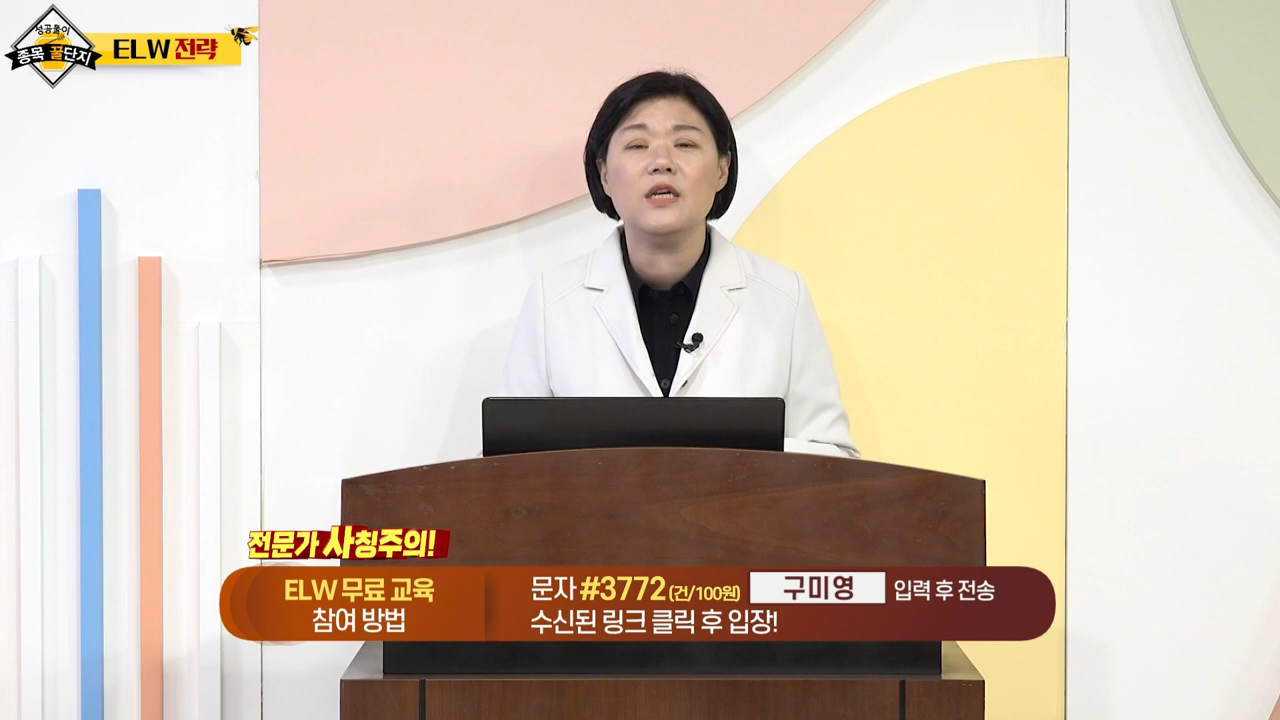 성공풀이
종목 꿀단지
ELW 전략
전문가 사칭주의!
ELW 무료 교육
참여 방법
문자 #3772 (건/100원) 구미영 입력 후 전송
수신된 링크 클릭 후 입장!